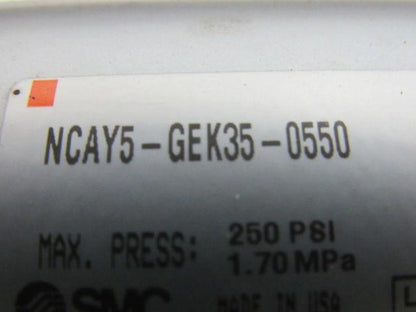 NCAY5-GEK35-0550
MAX. PRESS: 250 PSI
1.70 MPa
SMC MADE IN USA